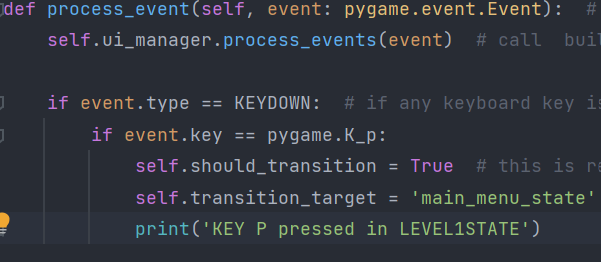 def process_event(self, event: pygame.event.Event): #
self.ui_manager.process_events(event) # call
if event.type == KEYDOWN: # if any keyboard key is
if event.key == pygame.K_p:
self.should_transition = True # this is
self.transition_target = 'main_menu_state'
print('KEY P pressed in LEVEL1STATE')